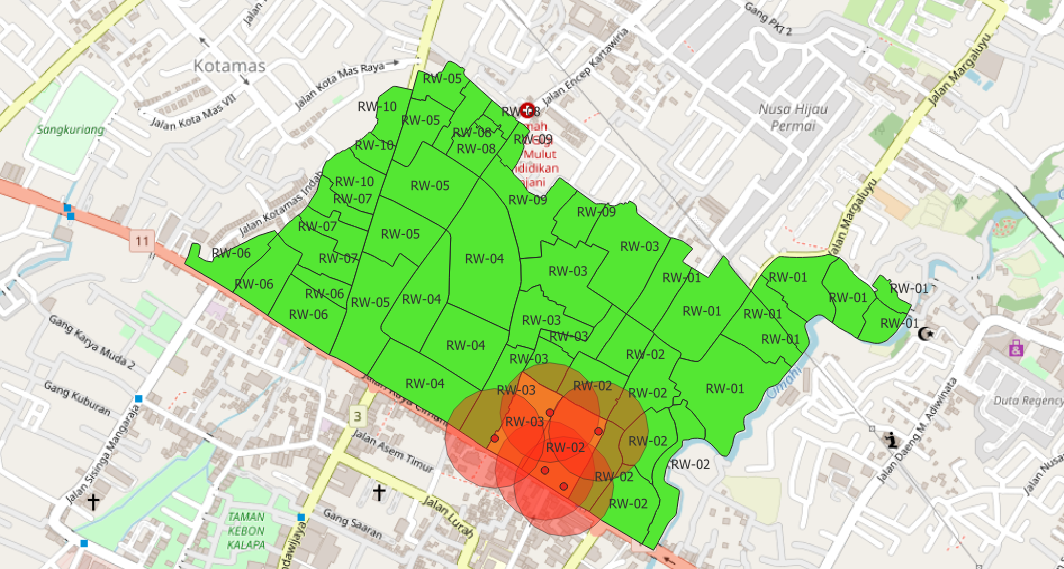 Gang PKI 2
Jalan Margaluyu
Kotamas
Jalan Encep Kartawiria
Jalan Kota Mas Raya
RW-05
RW-10
Jalan Kota Mas VII
Nusa Hijau
Permai
RW-05
Sangkuriang
RW-08
RW-09
RW-10
RW-08
Mulut
RW-10
RW-05
RW-07
RW-09
Jalan Kotamas Indah
RW-09
Jalan Margaluyu
RW-07
RW-05
11
RW-03
RW-06
RW-07
RW-04
RW-03
RW-01
RW-01
RW-06
RW-01
RW-06
RW-05
RW-04
RW-01
RW-01
RW-06
RW-03
RW-01
RW-01
RW-03
RW-01
Gang Karya Muda 2
RW-04
RW-03
RW-02
RW-04
RW-03
RW-02
RW-02
RW-01
Cimahi
Gang Kuburan
Duta Regency
3
RW-03
RW-02
RW-02
Jalan Asem Timur
Jalan Daeng M. Adiwinata
Jalan Sisinga Mangaraja
RW-02
RW-02
Jalan Lurah
RW-02
Gang Saaran
TAMAN
KEBON
KALAPA